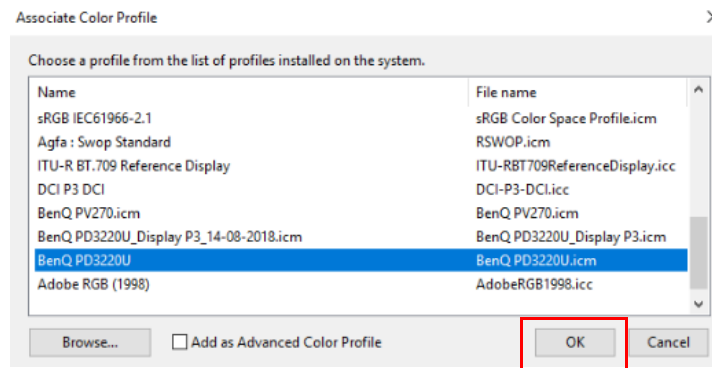 Associate Color Profile
Choose a profile from the list of profiles installed on the system.
Name File name
sRGB IEC61966-2.1 sRGB Color Space Profile.icm
Agfa : Swop Standard RSWOP.icm
ITU-R BT.709 Reference Display ITU-RBT709ReferenceDisplay.icc
DCI P3 DCI DCI-P3-DCI.icc
BenQ PV270.icm BenQ PV270.icm
BenQ PD3220U_Display P3_14-08-2018.icm BenQ PD3220U_Display P3.icm
BenQ PD3220U BenQ PD3220U.icm
Adobe RGB (1998) AdobeRGB1998.icc
Browse... Add as Advanced Color Profile OK Cancel